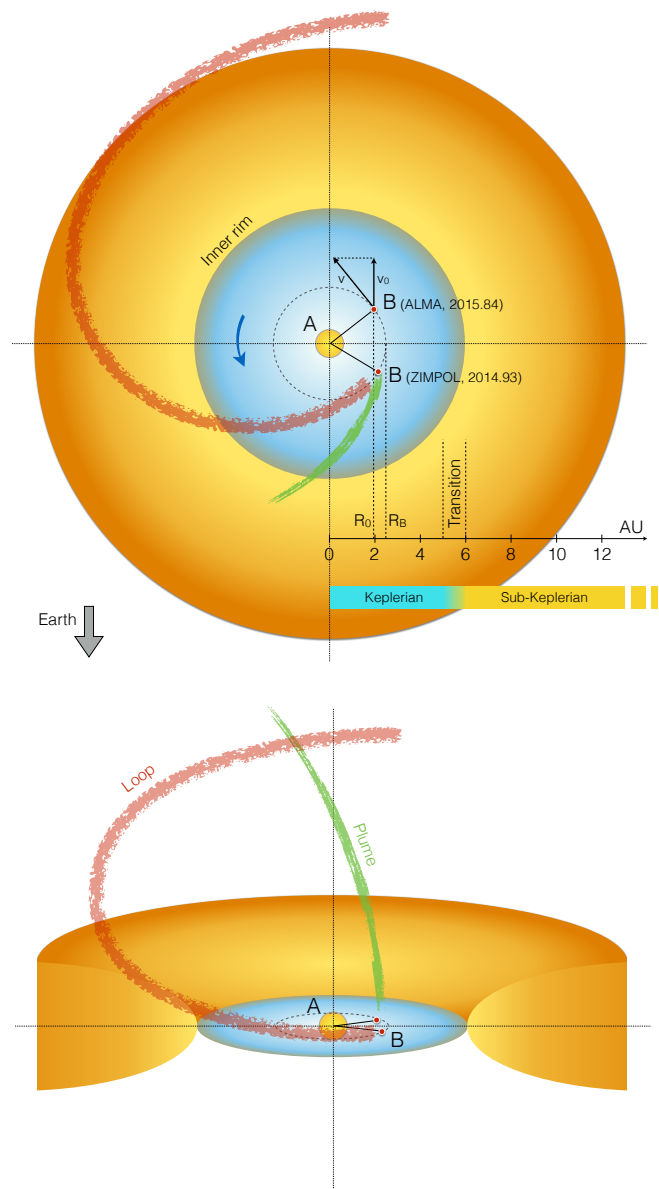 Inner rim
v
v₀
A
B (ALMA, 2015.84)
B (ZIMPOL, 2014.93)
Transition
R₀
R_B
AU
0 2 4 6 8 10 12
Keplerian
Sub-Keplerian
Earth
Loop
Plume
A
B